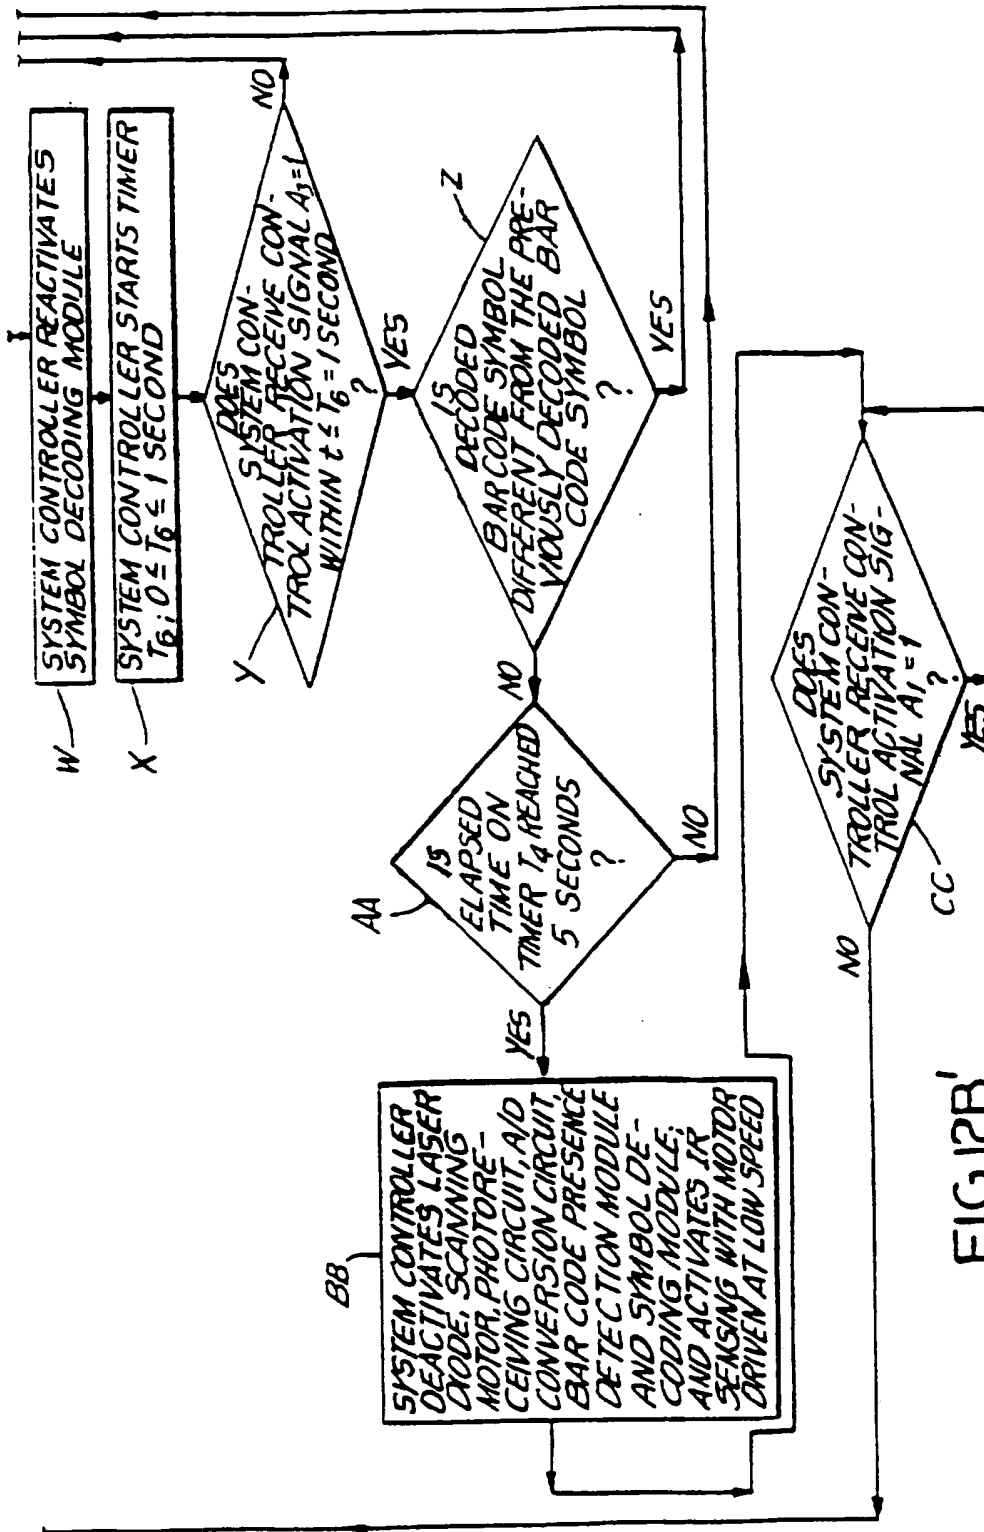 W
SYSTEM CONTROLLER REACTIVATES
SYMBOL DECODING MODULE
X
SYSTEM CONTROLLER STARTS TIMER
T6; 0 ≤ T6 ≤ 1 SECOND
Y
DOES
SYSTEM CON-
TROLLER RECEIVE CON-
TROL ACTIVATION SIGNAL A3=1
WITHIN t ≤ T6 = 1 SECOND
?
NO
YES
Z
IS
DECODED
BAR CODE SYMBOL
DIFFERENT FROM THE PRE-
VIOUSLY DECODED BAR
CODE SYMBOL
?
YES
NO
AA
IS
ELAPSED
TIME ON
TIMER T4 REACHED
5 SECONDS
?
NO
YES
BB
SYSTEM CONTROLLER
DEACTIVATES LASER
DIODE, SCANNING
MOTOR, PHOTORE-
CEIVING CIRCUIT, A/D
CONVERSION CIRCUIT,
BAR CODE PRESENCE
DETECTION MODULE
AND SYMBOL DE-
CODING MODULE;
AND ACTIVATES IR
SENSING WITH MOTOR
DRIVEN AT LOW SPEED
CC
DOES
SYSTEM CON-
TROLLER RECEIVE CON-
TROL ACTIVATION SIG-
NAL A1=1
?
NO
YES
FIG.12B'